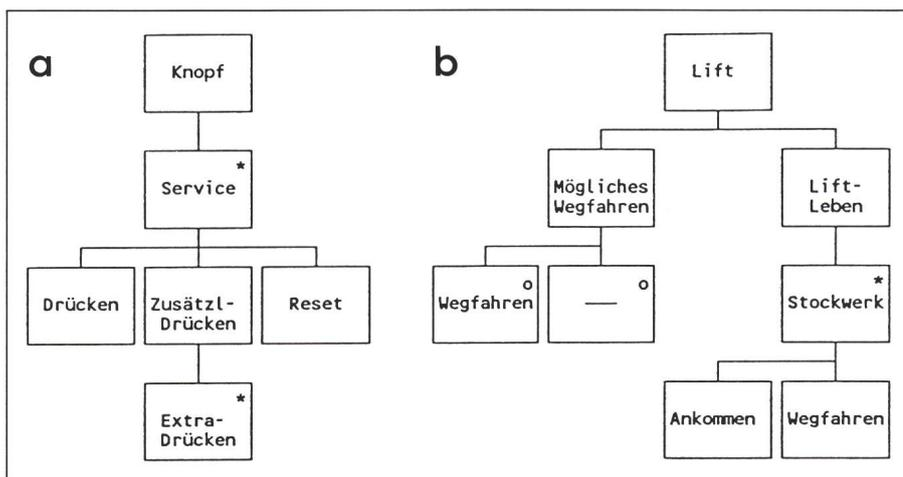 a
Knopf
Service *
Drücken
Zusätzl-
Drücken
Reset
Extra- *
Drücken
b
Lift
Mögliches
Wegfahren
Lift-
Leben
Wegfahren o
— o
Stockwerk *
Ankommen
Wegfahren